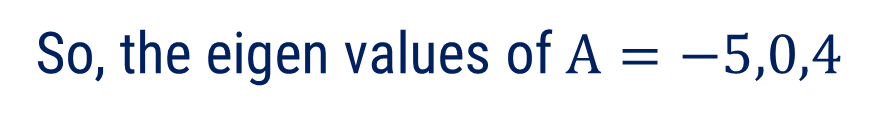 So, the eigen values of A = −5,0,4